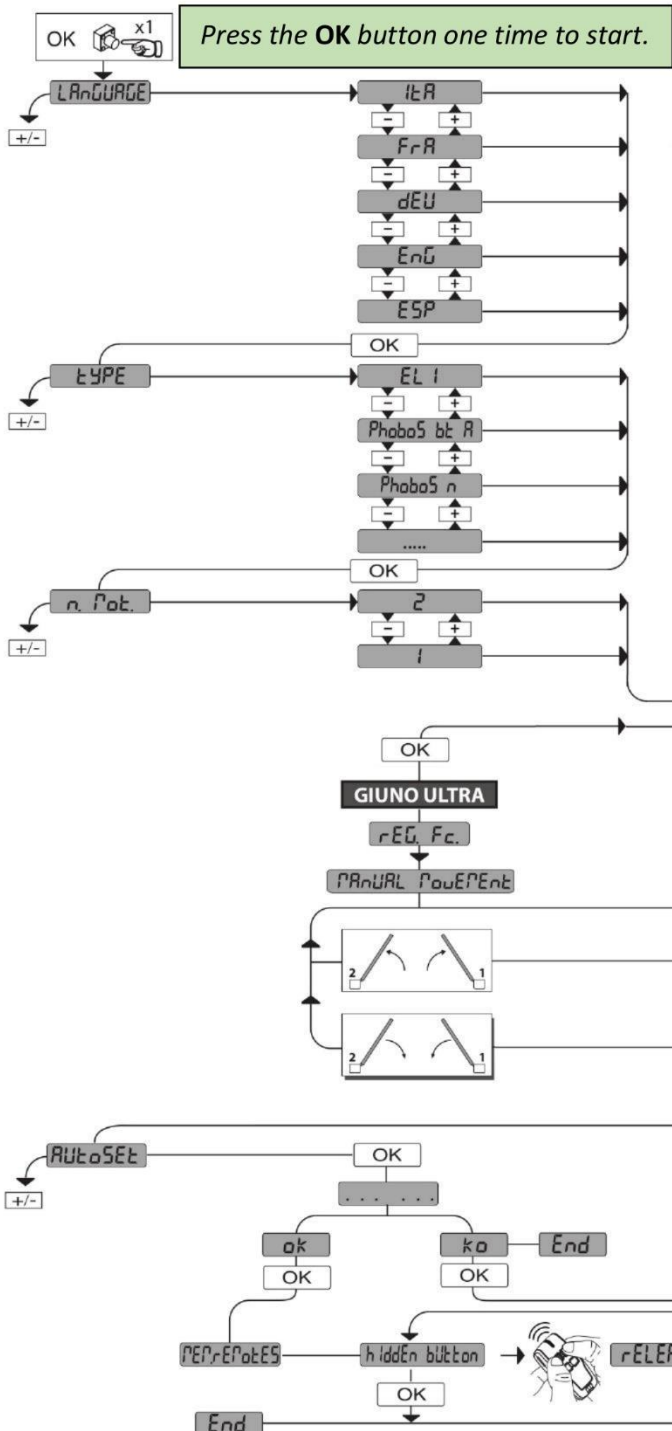 OK x1
Press the OK button one time to start.
LAnGUAGE
ItA
+/-
- +
FrA
- +
dEU
- +
EnG
- +
ESP
OK
tYPE
EL I
+/-
- +
PhoboS bt A
- +
PhoboS n
- +
.....
OK
n. Mot.
2
+/-
- +
1
OK
GIUNO ULTRA
rEG. Fc.
MAnUAL MovEMEnt
2 1
2 1
AUtoSEt
OK
+/-
... ...
ok
ko
End
OK
OK
MEM.rEMotES
hIddEn bUtton
OK
End